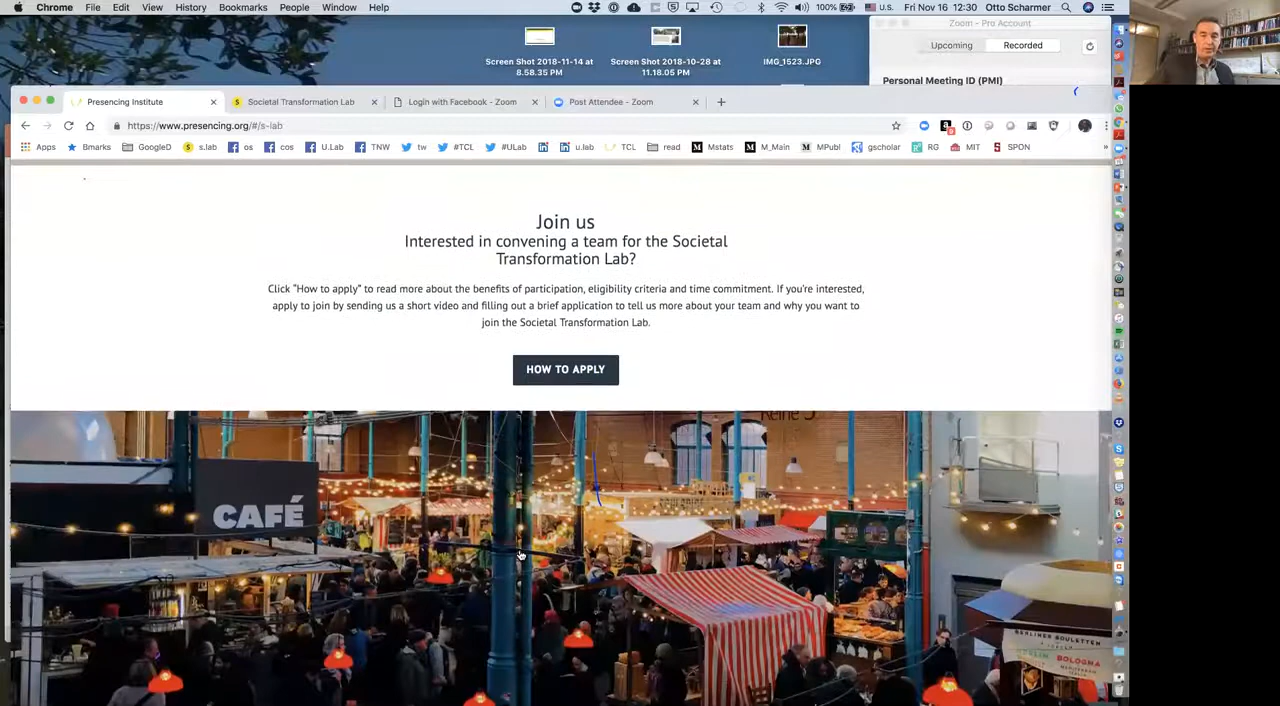 Chrome File Edit View History Bookmarks People Window Help 100% U.S. Fri Nov 16 12:30 Otto Scharmer
Screen Shot 2018-11-14 at 8.58.35 PM
Screen Shot 2018-10-28 at 11.18.05 PM
IMG_1523.JPG
Zoom - Pro Account
Upcoming Recorded
Personal Meeting ID (PMI)
Presencing Institute Societal Transformation Lab Login with Facebook - Zoom Post Attendee - Zoom
https://www.presencing.org/#/s-lab
Apps Bmarks GoogleD s.lab os cos U.Lab TNW tw #TCL #ULab u.lab TCL read Mstats M_Main MPubl gscholar RG MIT SPON
Join us
Interested in convening a team for the Societal
Transformation Lab?
Click "How to apply" to read more about the benefits of participation, eligibility criteria and time commitment. If you're interested,
apply to join by sending us a short video and filling out a brief application to tell us more about your team and why you want to
join the Societal Transformation Lab.
HOW TO APPLY
Reihe 5
CAFÉ
BERLINER BOULETTEN
BOLOGNA